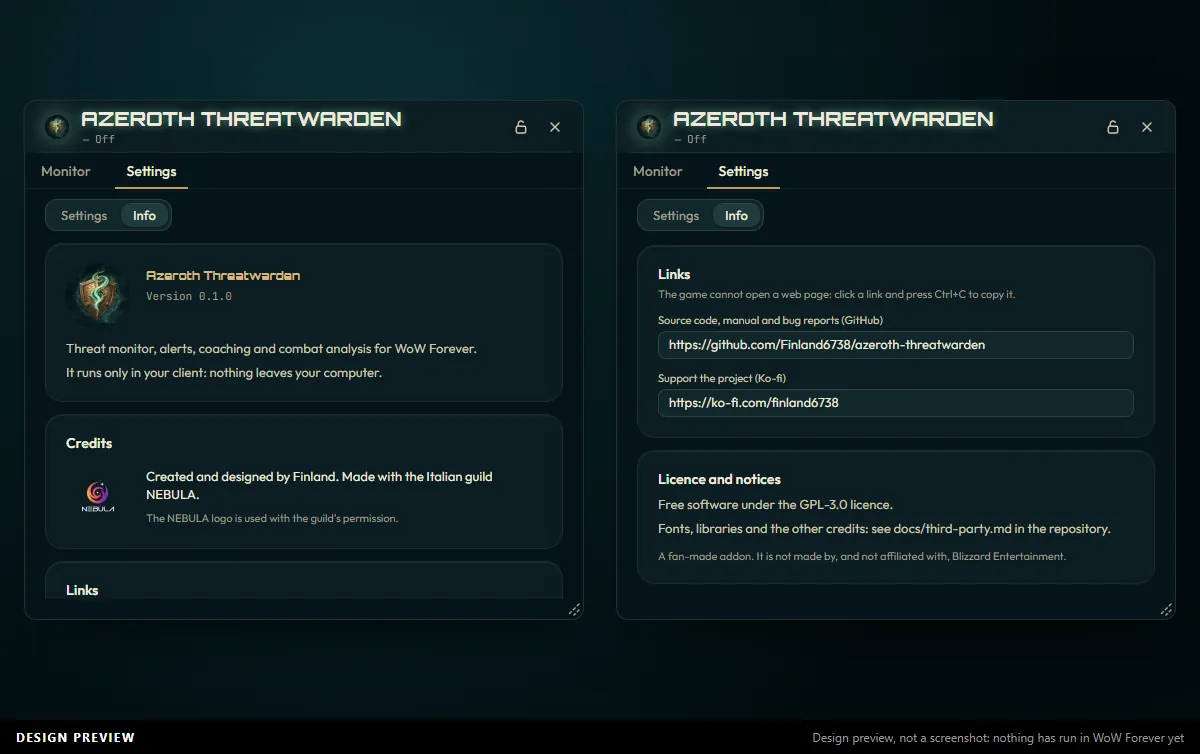 AZEROTH THREATWARDEN
— Off
Monitor
Settings
Settings
Info
Azeroth Threatwarden
Version 0.1.0
Threat monitor, alerts, coaching and combat analysis for WoW Forever.
It runs only in your client: nothing leaves your computer.
Credits
NEBULA
Created and designed by Finland. Made with the Italian guild
NEBULA.
The NEBULA logo is used with the guild's permission.
Links
AZEROTH THREATWARDEN
— Off
Monitor
Settings
Settings
Info
Links
The game cannot open a web page: click a link and press Ctrl+C to copy it.
Source code, manual and bug reports (GitHub)
https://github.com/Finland6738/azeroth-threatwarden
Support the project (Ko-fi)
https://ko-fi.com/finland6738
Licence and notices
Free software under the GPL-3.0 licence.
Fonts, libraries and the other credits: see docs/third-party.md in the repository.
A fan-made addon. It is not made by, and not affiliated with, Blizzard Entertainment.
DESIGN PREVIEW
Design preview, not a screenshot: nothing has run in WoW Forever yet